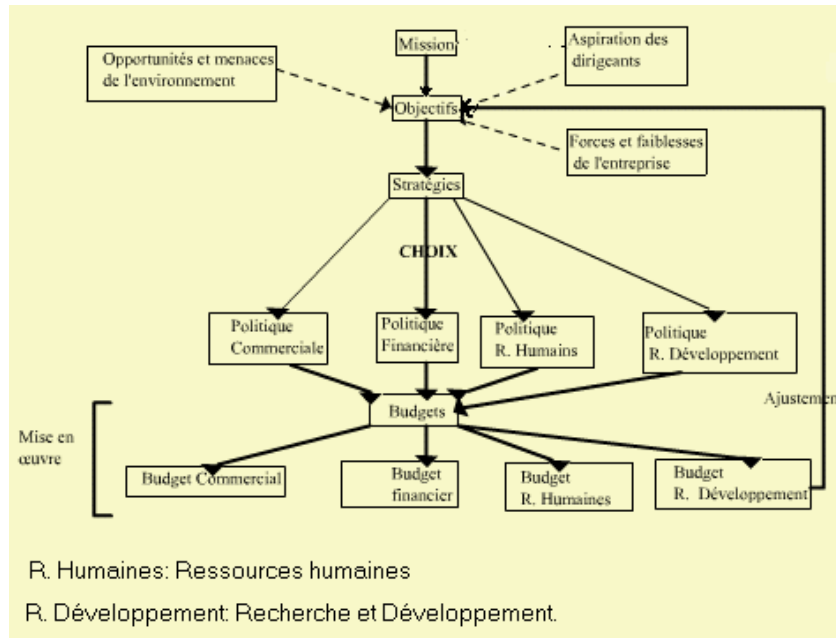 Mission
Aspiration des
dirigeants
Opportunités et menaces
de l'environnement
Objectifs
Forces et faiblesses
de l'entreprise
Stratégies
CHOIX
Politique
Commerciale
Politique
Financière
Politique
R. Humains
Politique
R. Développement
Ajustemen
Budgets
Mise en
œuvre
Budget Commercial
Budget
financier
Budget
R. Humaines
Budget
R. Développement
R. Humaines: Ressources humaines
R. Développement: Recherche et Développement.